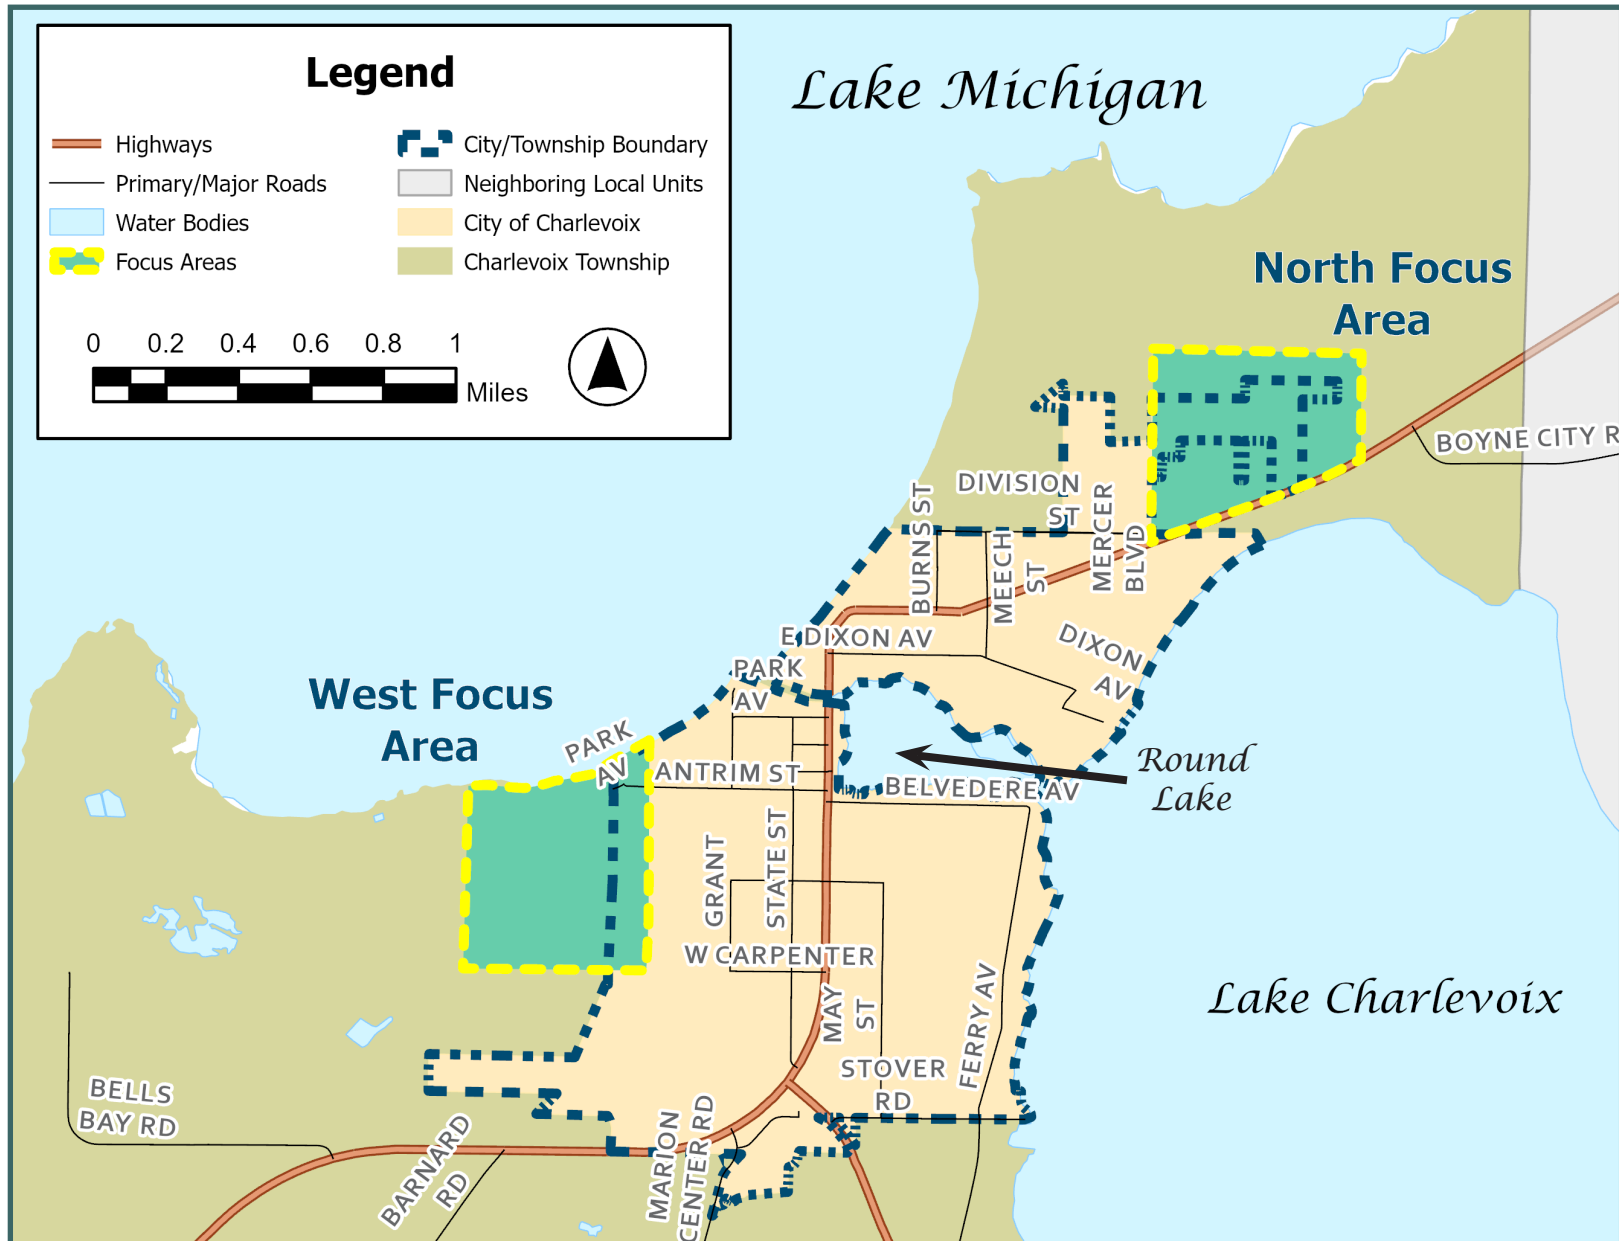 Legend
Highways
Primary/Major Roads
Water Bodies
Focus Areas
City/Township Boundary
Neighboring Local Units
City of Charlevoix
Charlevoix Township
0 0.2 0.4 0.6 0.8 1
Miles
Lake Michigan
North Focus
Area
BOYNE CITY R
DIVISION
ST
BURNS ST
MEECH
ST
MERCER
BLVD
E DIXON AV
DIXON
AV
PARK
AV
West Focus
Area
PARK
AV
ANTRIM ST
BELVEDERE AV
Round
Lake
GRANT
STATE ST
W CARPENTER
MAY
ST
FERRY AV
Lake Charlevoix
STOVER
RD
BELLS
BAY RD
BARNARD
RD
MARION
CENTER RD